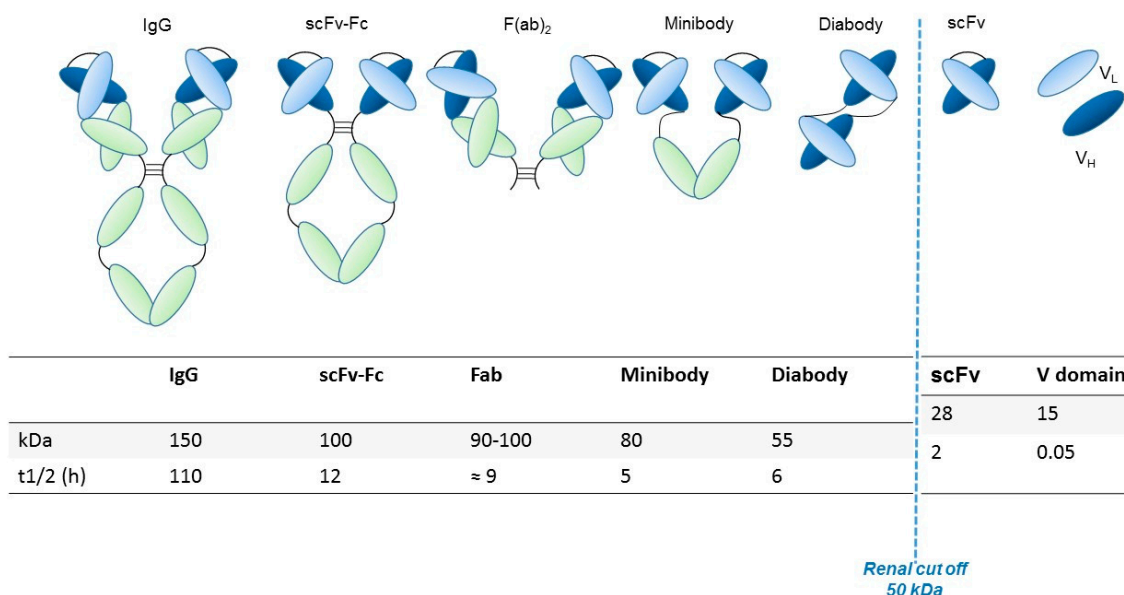 IgG scFv-Fc F(ab)2 Minibody Diabody scFv
VL
VH
IgG scFv-Fc Fab Minibody Diabody scFv V domain
28 15
kDa 150 100 90-100 80 55
2 0.05
t1/2 (h) 110 12 ≈ 9 5 6
Renal cut off
50 kDa